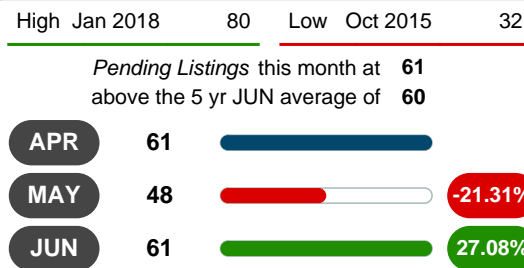 High Jan 2018 80 Low Oct 2015 32
Pending Listings this month at 61
above the 5 yr JUN average of 60
APR 61
MAY 48 -21.31%
JUN 61 27.08%